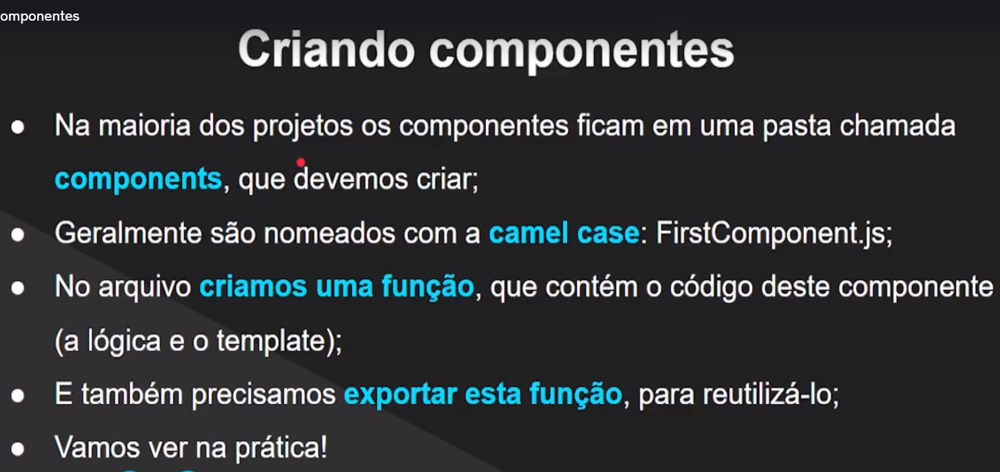 omponentes
Criando componentes
● Na maioria dos projetos os componentes ficam em uma pasta chamada
components, que devemos criar;
● Geralmente são nomeados com a camel case: FirstComponent.js;
● No arquivo criamos uma função, que contém o código deste componente
(a lógica e o template);
● E também precisamos exportar esta função, para reutilizá-lo;
● Vamos ver na prática!